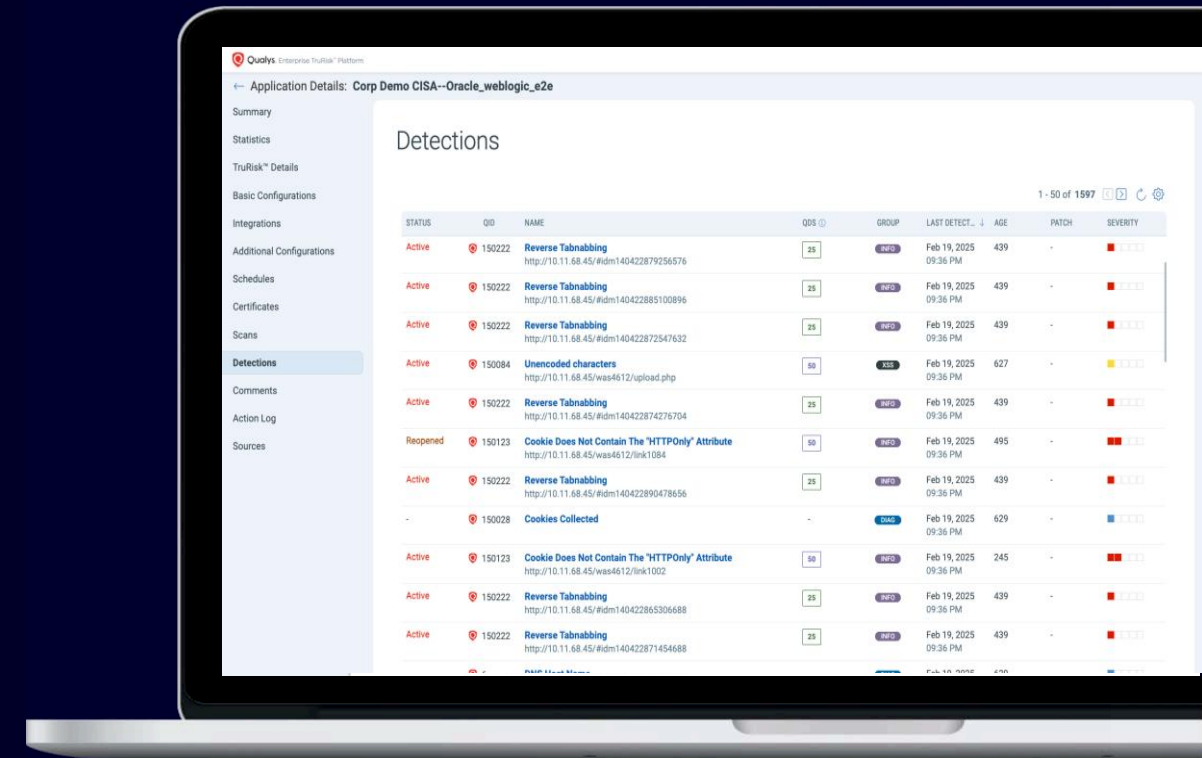 Qualys. Enterprise TruRisk™ Platform
← Application Details: Corp Demo CISA--Oracle_weblogic_e2e
Summary
Statistics
TruRisk™ Details
Basic Configurations
Integrations
Additional Configurations
Schedules
Certificates
Scans
Detections
Comments
Action Log
Sources
Detections
1 - 50 of 1597
STATUS QID NAME QDS GROUP LAST DETECT... ↓ AGE PATCH SEVERITY
Active 150222 Reverse Tabnabbing 25 INFO Feb 19, 2025 439 -
http://10.11.68.45/#idm140422879256576 09:36 PM
Active 150222 Reverse Tabnabbing 25 INFO Feb 19, 2025 439 -
http://10.11.68.45/#idm140422885100896 09:36 PM
Active 150222 Reverse Tabnabbing 25 INFO Feb 19, 2025 439 -
http://10.11.68.45/#idm140422872547632 09:36 PM
Active 150084 Unencoded characters 50 XSS Feb 19, 2025 627 -
http://10.11.68.45/was4612/upload.php 09:36 PM
Active 150222 Reverse Tabnabbing 25 INFO Feb 19, 2025 439 -
http://10.11.68.45/#idm140422874276704 09:36 PM
Reopened 150123 Cookie Does Not Contain The "HTTPOnly" Attribute 50 INFO Feb 19, 2025 495 -
http://10.11.68.45/was4612/link1084 09:36 PM
Active 150222 Reverse Tabnabbing 25 INFO Feb 19, 2025 439 -
http://10.11.68.45/#idm140422890478656 09:36 PM
- 150028 Cookies Collected - DIAG Feb 19, 2025 629 -
09:36 PM
Active 150123 Cookie Does Not Contain The "HTTPOnly" Attribute 50 INFO Feb 19, 2025 245 -
http://10.11.68.45/was4612/link1002 09:36 PM
Active 150222 Reverse Tabnabbing 25 INFO Feb 19, 2025 439 -
http://10.11.68.45/#idm140422865306688 09:36 PM
Active 150222 Reverse Tabnabbing 25 INFO Feb 19, 2025 439 -
http://10.11.68.45/#idm140422871454688 09:36 PM
DNS Host Name Feb 19, 2025